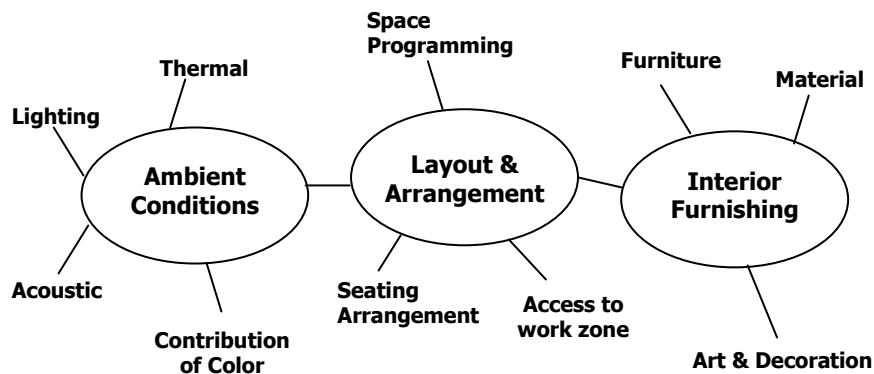 Space
Programming
Thermal
Furniture
Material
Lighting
Ambient
Conditions
Layout &
Arrangement
Interior
Furnishing
Acoustic
Seating
Arrangement
Access to
work zone
Contribution
of Color
Art & Decoration